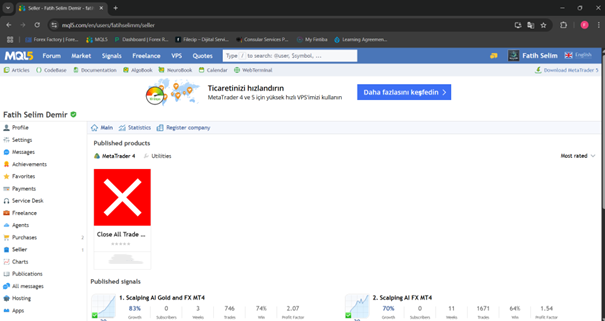 Seller - Fatih Selim Demir - Fo
mql5.com/en/users/fatihselimm/seller
Forex Factory | Forex... MQL5 Dashboard | Forex R... Fikecijp - Digital Servi... Consular Services P... My Fintiba Learning Agreemen...
MQL5 Forum Market Signals Freelance VPS Quotes Type / to search: @user, $symbol, ... Fatih Selim English
Articles CodeBase Documentation AlgoBook NeuroBook Calendar WebTerminal Download MetaTrader 5
Ticaretinizi hızlandırın
MetaTrader 4 ve 5 için yüksek hızlı VPS'imizi kullanın
Daha fazlasını keşfedin
Fatih Selim Demir
Profile
Settings
Messages
Achievements
Favorites
Payments
Service Desk
Freelance
Agents
Purchases
Seller
Charts
Publications
All messages
Hosting
Apps
Main Statistics Register company
Published products
MetaTrader 4 Utilities Most rated
Close All Trade ...
Published signals
1. Scalping AI Gold and FX MT4
83% 0 3 746 74% 2.07
Growth Subscribers Weeks Trades Win Profit Factor
2. Scalping AI FX MT4
70% 0 11 1671 64% 1.54
Growth Subscribers Weeks Trades Win Profit Factor